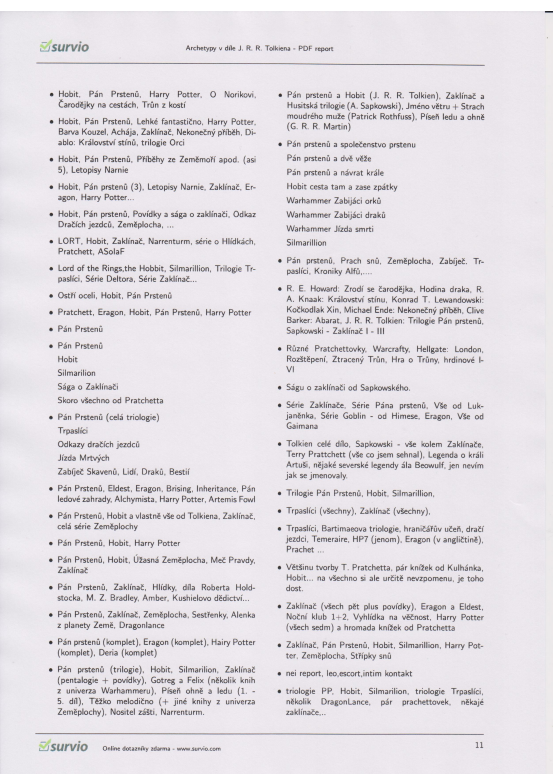 survio
Archetypy v díle J. R. R. Tolkiena - PDF report
• Hobit, Pán Prstenů, Harry Potter, O Norikovi,
Čarodějky na cestách, Trůn z kostí
• Hobit, Pán Prstenů, Lehké fantastično, Harry Potter,
Barva Kouzel, Achája, Zaklínač, Nekonečný příběh, Di-
ablo: Království stínů, trilogie Orci
• Hobit, Pán Prstenů, Příběhy ze Zeměmoří apod. (asi
5), Letopisy Narnie
• Hobit, Pán prstenů (3), Letopisy Narnie, Zaklínač, Er-
agon, Harry Potter...
• Hobit, Pán prstenů, Povídky a sága o zaklínači, Odkaz
Dračích jezdců, Zeměplocha, ...
• LORT, Hobit, Zaklínač, Narrenturm, série o Hlídkách,
Pratchett, ASolaF
• Lord of the Rings,the Hobbit, Silmarillion, Trilogie Tr-
paslíci, Série Deltora, Série Zaklínač...
• Ostří oceli, Hobit, Pán Prstenů
• Pratchett, Eragon, Hobit, Pán Prstenů, Harry Potter
• Pán Prstenů
• Pán Prstenů
Hobit
Silmarilion
Sága o Zaklínači
Skoro všechno od Pratchetta
• Pán Prstenů (celá triologie)
Trpaslíci
Odkazy dračích jezdců
Jízda Mrtvých
Zabíječ Skavenů, Lidí, Draků, Bestií
• Pán Prstenů, Eldest, Eragon, Brising, Inheritance, Pán
ledové zahrady, Alchymista, Harry Potter, Artemis Fowl
• Pán Prstenů, Hobit a vlastně vše od Tolkiena, Zaklínač,
celá série Zeměplochy
• Pán Prstenů, Hobit, Harry Potter
• Pán Prstenů, Hobit, Úžasná Zeměplocha, Meč Pravdy,
Zaklínač
• Pán Prstenů, Zaklínač, Hlídky, díla Roberta Hold-
stocka, M. Z. Bradley, Amber, Kushielovo dědictví...
• Pán Prstenů, Zaklínač, Zeměplocha, Sestřenky, Alenka
z planety Země, Dragonlance
• Pán prstenů (komplet), Eragon (komplet), Hairy Potter
(komplet), Deria (komplet)
• Pán prstenů (trilogie), Hobit, Silmarilion, Zaklínač
(pentalogie + povídky), Gotreg a Felix (několik knih
z univerza Warhammeru), Píseň ohně a ledu (1. -
5. díl), Těžko melodično (+ jiné knihy z univerza
Zeměplochy), Nositel zášti, Narrenturm.
• Pán prstenů a Hobit (J. R. R. Tolkien), Zaklínač a
Husitská trilogie (A. Sapkowski), Jméno větru + Strach
moudrého muže (Patrick Rothfuss), Píseň ledu a ohně
(G. R. R. Martin)
• Pán prstenů a společenstvo prstenu
Pán prstenů a dvě věže
Pán prstenů a návrat krále
Hobit cesta tam a zase zpátky
Warhammer Zabijáci orků
Warhammer Zabijáci draků
Warhammer Jízda smrti
Silmarillion
• Pán prstenů, Prach snů, Zeměplocha, Zabíječ. Tr-
paslíci, Kroniky Alfů,....
• R. E. Howard: Zrodí se čarodějka, Hodina draka, R.
A. Knaak: Království stínu, Konrad T. Lewandowski:
Kočkodlak Xin, Michael Ende: Nekonečný příběh, Clive
Barker: Abarat, J. R. R. Tolkien: Trilogie Pán prstenů,
Sapkowski - Zaklínač I - III
• Různé Pratchettovky, Warcrafty, Hellgate: London,
Rozštěpení, Ztracený Trůn, Hra o Trůny, hrdinové I-
VI
• Ságu o zaklínači od Sapkowského.
• Série Zaklínače, Série Pána prstenů, Vše od Luk-
janěnka, Série Goblin - od Himese, Eragon, Vše od
Gaimana
• Tolkien celé dílo, Sapkowski - vše kolem Zaklínače,
Terry Prattchett (vše co jsem sehnal), Legenda o králi
Artuši, nějaké severské legendy ála Beowulf, jen nevím
jak se jmenovaly.
• Trilogie Pán Prstenů, Hobit, Silmarillion,
• Trpaslíci (všechny), Zaklínač (všechny),
• Trpaslíci, Bartimaeova triologie, hraničářův učeň, dračí
jezdci, Temeraire, HP7 (jenom), Eragon (v angličtině),
Prachet ...
• Většinu tvorby T. Pratchetta, pár knížek od Kulhánka,
Hobit... na všechno si ale určitě nevzpomenu, je toho
dost.
• Zaklínač (všech pět plus povídky), Eragon a Eldest,
Noční klub 1+2, Vyhlídka na věčnost, Harry Potter
(všech sedm) a hromada knížek od Pratchetta
• Zaklínač, Pán Prstenů, Hobit, Silmarillion, Harry Pot-
ter, Zeměplocha, Střípky snů
• nei report, leo,escort,intim kontakt
• triologie PP, Hobit, Silmarilion, triologie Trpaslíci,
několik DragonLance, pár prachettovek, někajé
zaklínače...
survio
Online dotazníky zdarma - www.survio.com
11